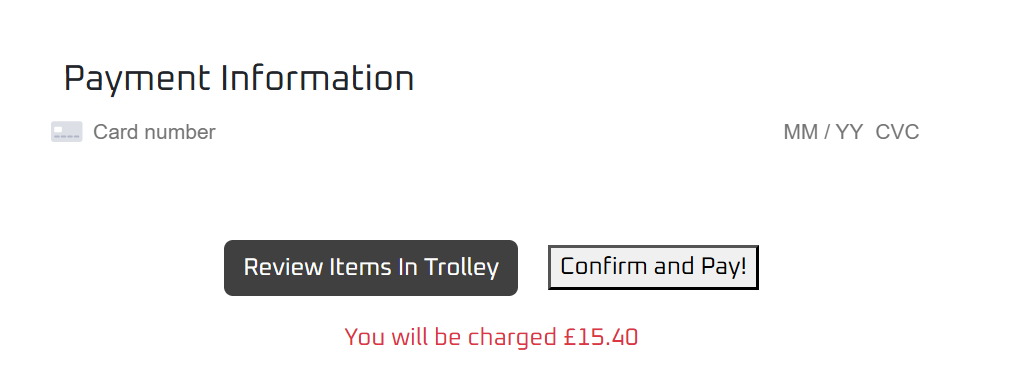 Payment Information
Card number MM / YY CVC
Review Items In Trolley Confirm and Pay!
You will be charged £15.40